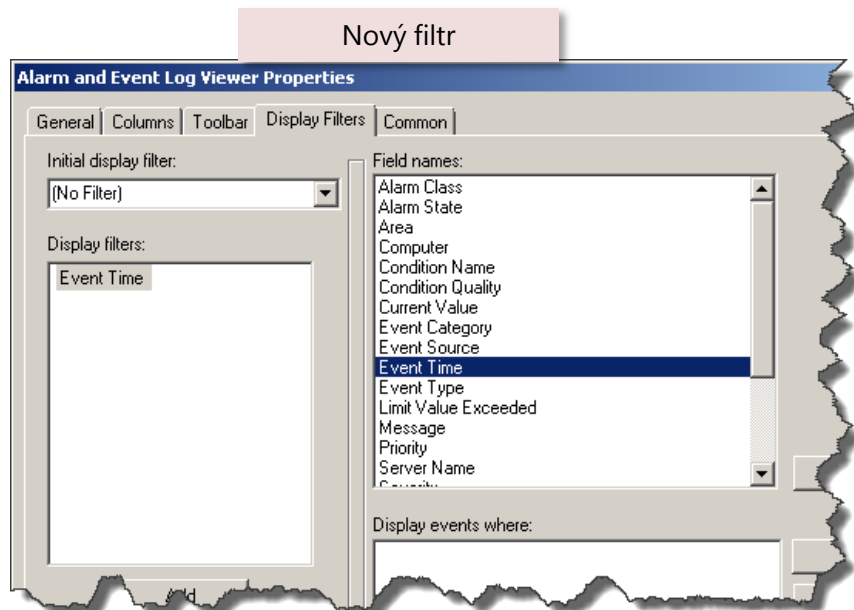 Nový filtr
Alarm and Event Log Viewer Properties
General Columns Toolbar Display Filters Common
Initial display filter:
(No Filter)
Display filters:
Event Time
Field names:
Alarm Class
Alarm State
Area
Computer
Condition Name
Condition Quality
Current Value
Event Category
Event Source
Event Time
Event Type
Limit Value Exceeded
Message
Priority
Server Name
Display events where: